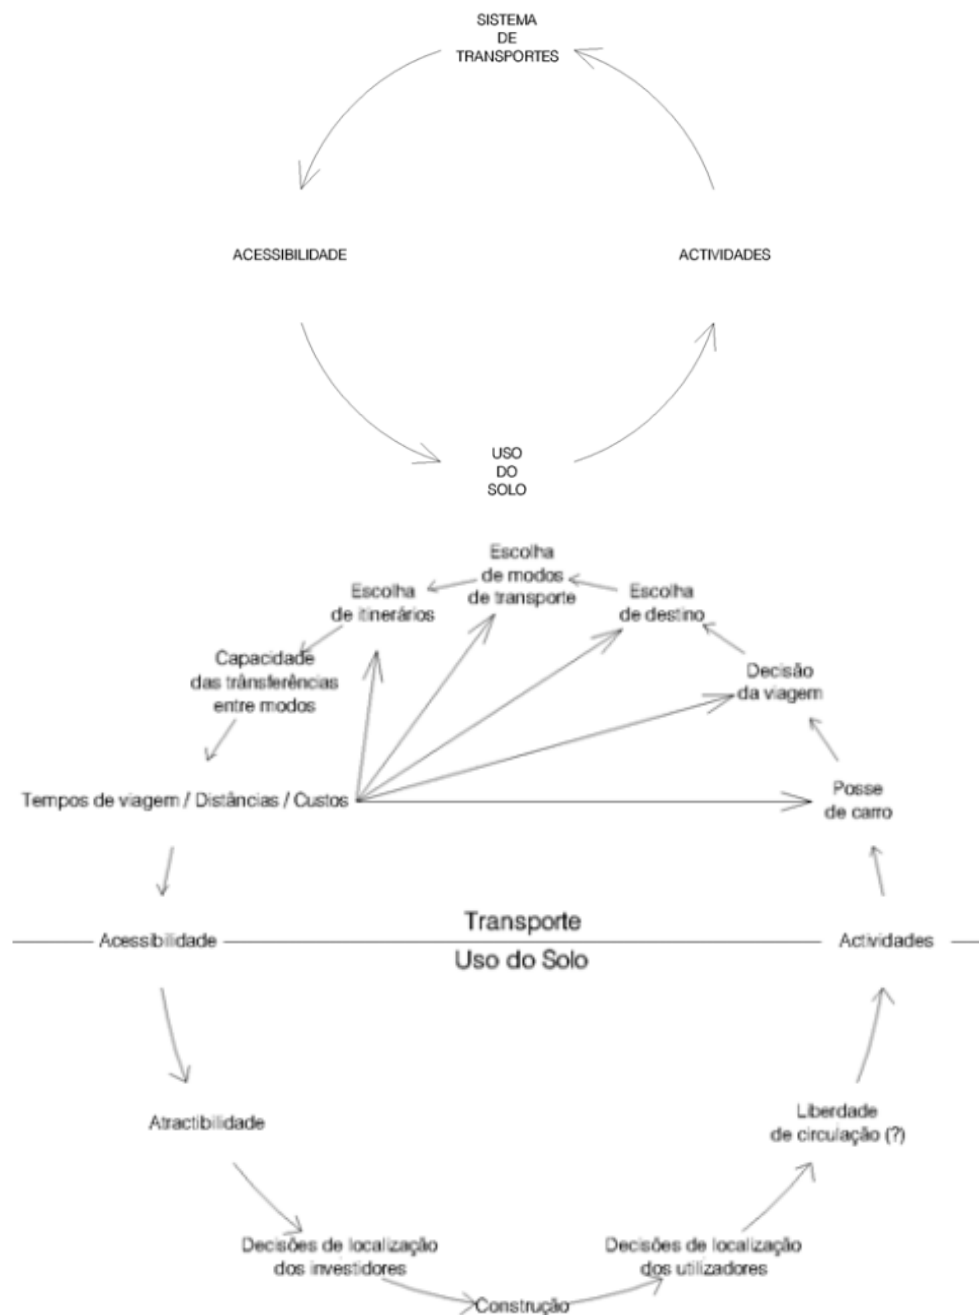 SISTEMA
DE
TRANSPORTES
ACESSIBILIDADE
ACTIVIDADES
USO
DO
SOLO
Escolha
de modos
de transporte
Escolha
de itinerários
Escolha
de destino
Capacidade
das trânsferências
entre modos
Decisão
da viagem
Tempos de viagem / Distâncias / Custos
Posse
de carro
Transporte
Acessibilidade
Actividades
Uso do Solo
Atractibilidade
Liberdade
de circulação (?)
Decisões de localização
dos investidores
Decisões de localização
dos utilizadores
Construção